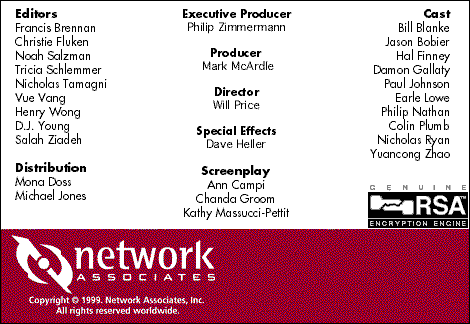 Editors
Francis Brennan
Christie Fluken
Noah Salzman
Tricia Schlemmer
Nicholas Tamagni
Vue Vang
Henry Wong
D.J. Young
Salah Ziadeh
Distribution
Mona Doss
Michael Jones
Executive Producer
Philip Zimmermann
Producer
Mark McArdle
Director
Will Price
Special Effects
Dave Heller
Screenplay
Ann Campi
Chanda Groom
Kathy Massucci-Pettit
Cast
Bill Blanke
Jason Bobier
Hal Finney
Damon Gallaty
Paul Johnson
Earle Lowe
Philip Nathan
Colin Plumb
Nicholas Ryan
Yuancong Zhao
GENUINE
RSA™
ENCRYPTION ENGINE
network
ASSOCIATES
Copyright © 1999. Network Associates, Inc.
All rights reserved worldwide.